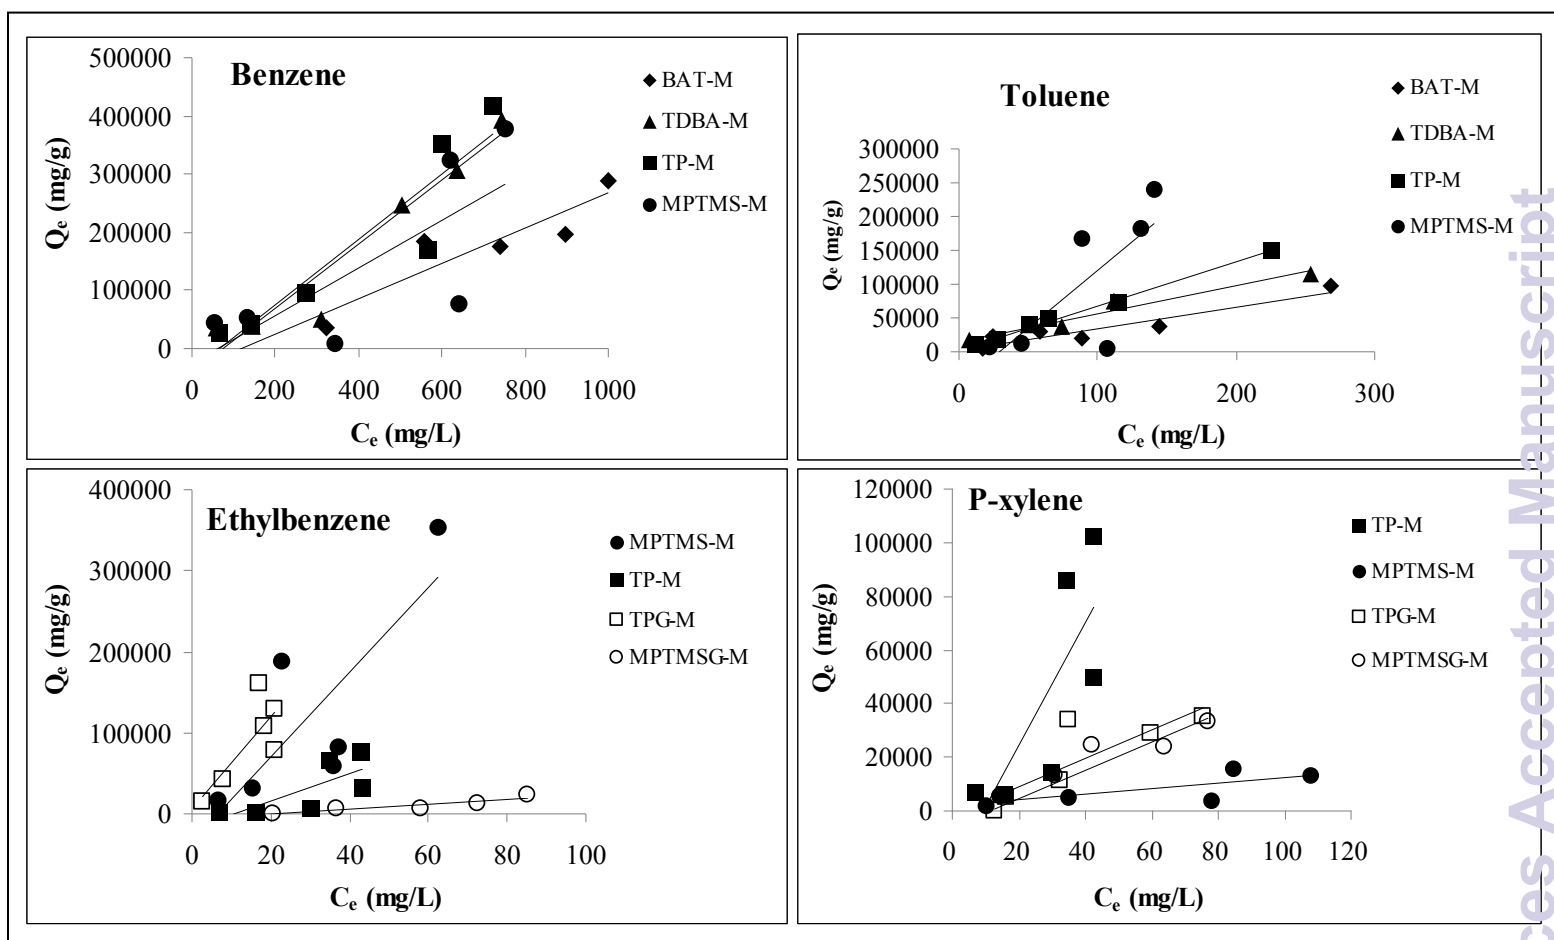 Benzene
500000
400000
300000
200000
100000
0
Qe (mg/g)
0 200 400 600 800 1000
Ce (mg/L)
BAT-M
TDBA-M
TP-M
MPTMS-M
Toluene
300000
250000
200000
150000
100000
50000
0
Qe (mg/g)
0 100 200 300
Ce (mg/L)
BAT-M
TDBA-M
TP-M
MPTMS-M
Ethylbenzene
400000
300000
200000
100000
0
Qe (mg/g)
0 20 40 60 80 100
Ce (mg/L)
MPTMS-M
TP-M
TPG-M
MPTMSG-M
P-xylene
120000
100000
80000
60000
40000
20000
0
Qe (mg/g)
0 20 40 60 80 100 120
Ce (mg/L)
TP-M
MPTMS-M
TPG-M
MPTMSG-M
ces Accepted Manuscript